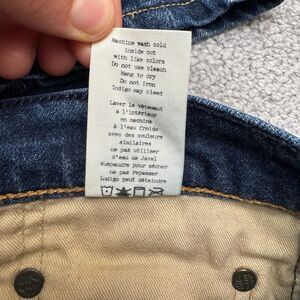 Machine wash cold
inside out
with like colors
Do not use bleach
Hang to dry
Do not iron
Indigo may bleed
Laver le vêtement
à l'intérieur
en machine
à l'eau froide
avec des couleurs
similaires
ne pas utiliser
d'eau de Javel
suspendre pour sécher
ne pas repasser
Indigo peut déteindre